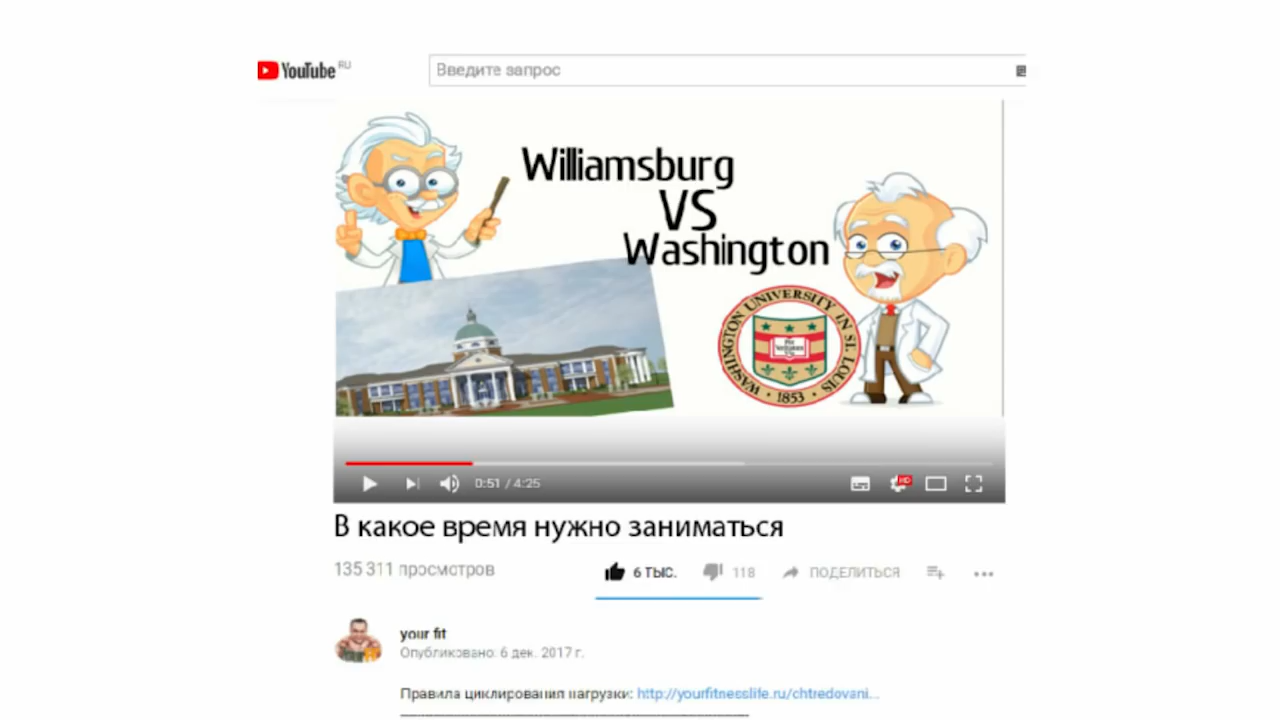 YouTube RU
Введите запрос
Williamsburg
VS
Washington
WASHINGTON UNIVERSITY IN ST. LOUIS
1853
0:51 / 4:25
HD
В какое время нужно заниматься
135 311 просмотров
6 ТЫС.
118
ПОДЕЛИТЬСЯ
your fit
Опубликовано: 6 дек. 2017 г.
Правила циклирования нагрузки: http://yourfitnesslife.ru/chtredovani...